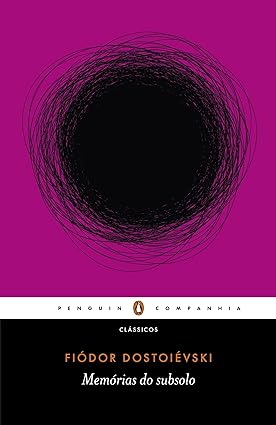 PENGUIN COMPANHIA
CLÁSSICOS
FIÓDOR DOSTOIÉVSKI
Memórias do subsolo